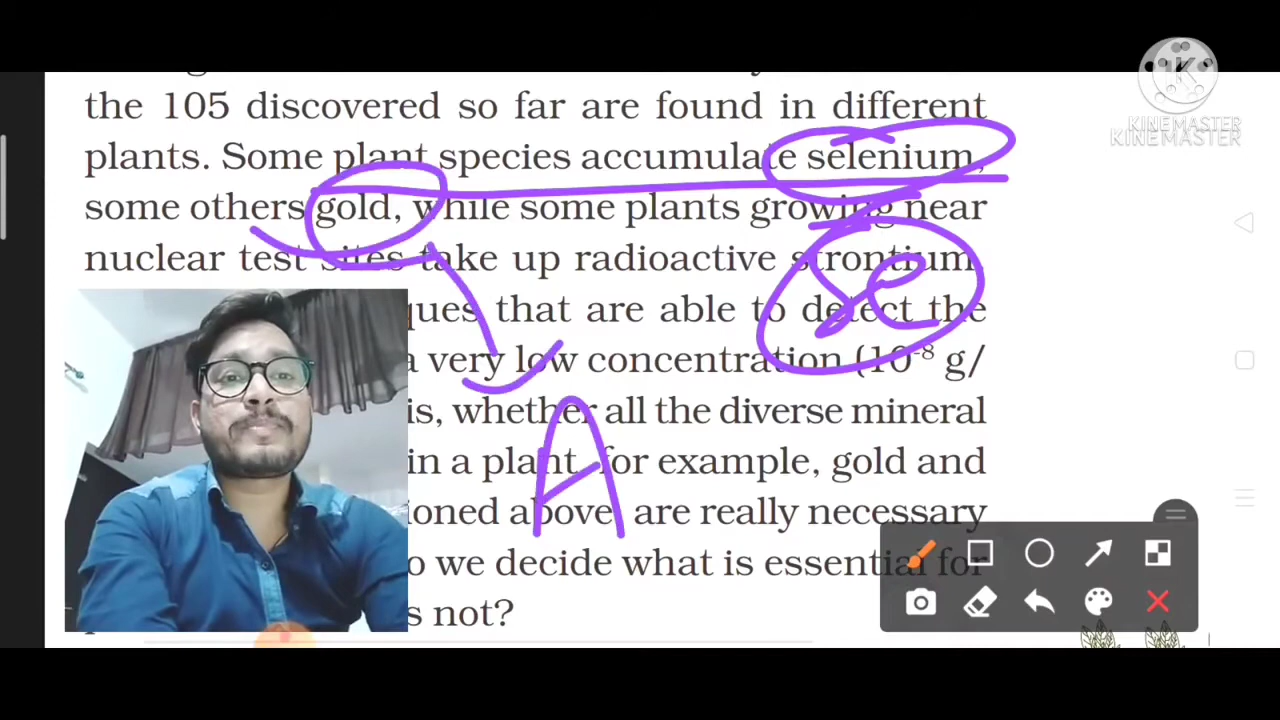 KINEMASTER
KINEMASTER
the 105 discovered so far are found in different
plants. Some plant species accumulate selenium,
some others gold, while some plants growing near
nuclear test sites take up radioactive strontium.
ques that are able to detect the
a very low concentration (10-8 g/
is, whether all the diverse mineral
in a plant, for example, gold and
ioned above, are really necessary
o we decide what is essential for
s not?
Se
A